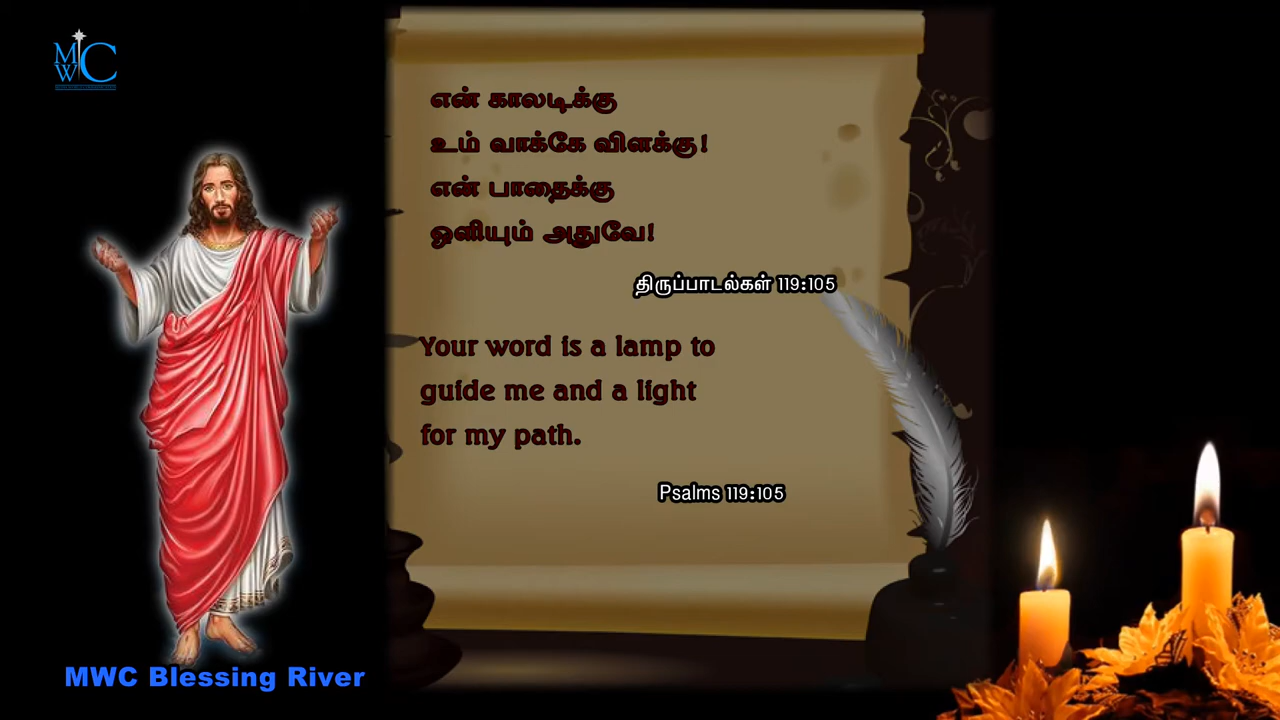 MWC
என் காலடிக்கு
உம் வாக்கே விளக்கு!
என் பாதைக்கு
ஒளியும் அதுவே!
திருப்பாடல்கள் 119:105
Your word is a lamp to
guide me and a light
for my path.
Psalms 119:105
MWC Blessing River